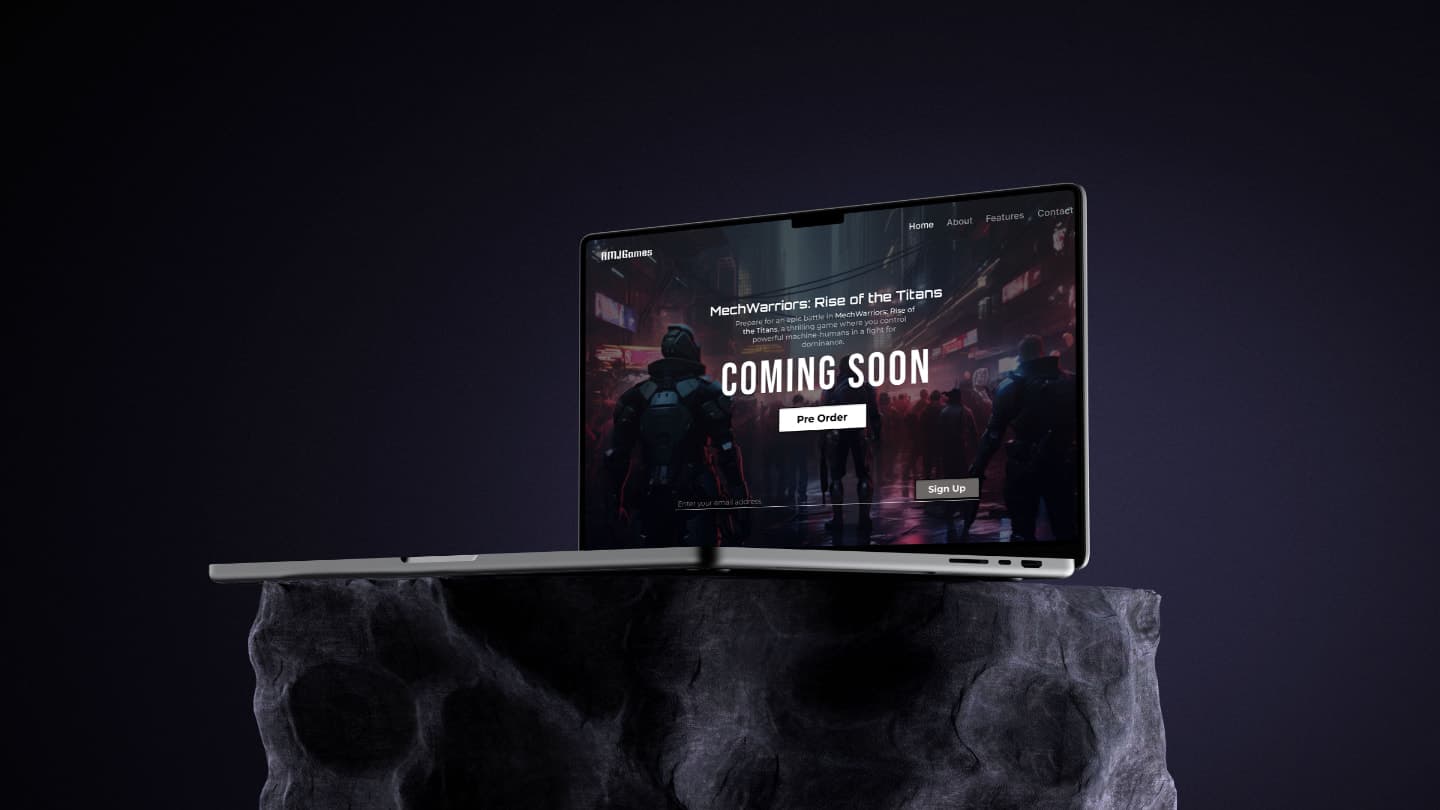 Home About Features Contact
AMJGames
MechWarriors: Rise of the Titans
Prepare for an epic battle in MechWarriors: Rise of
the Titans, a thrilling game where you control
powerful machine-humans in a fight for
dominance.
COMING SOON
Pre Order
Sign Up
Enter your email address